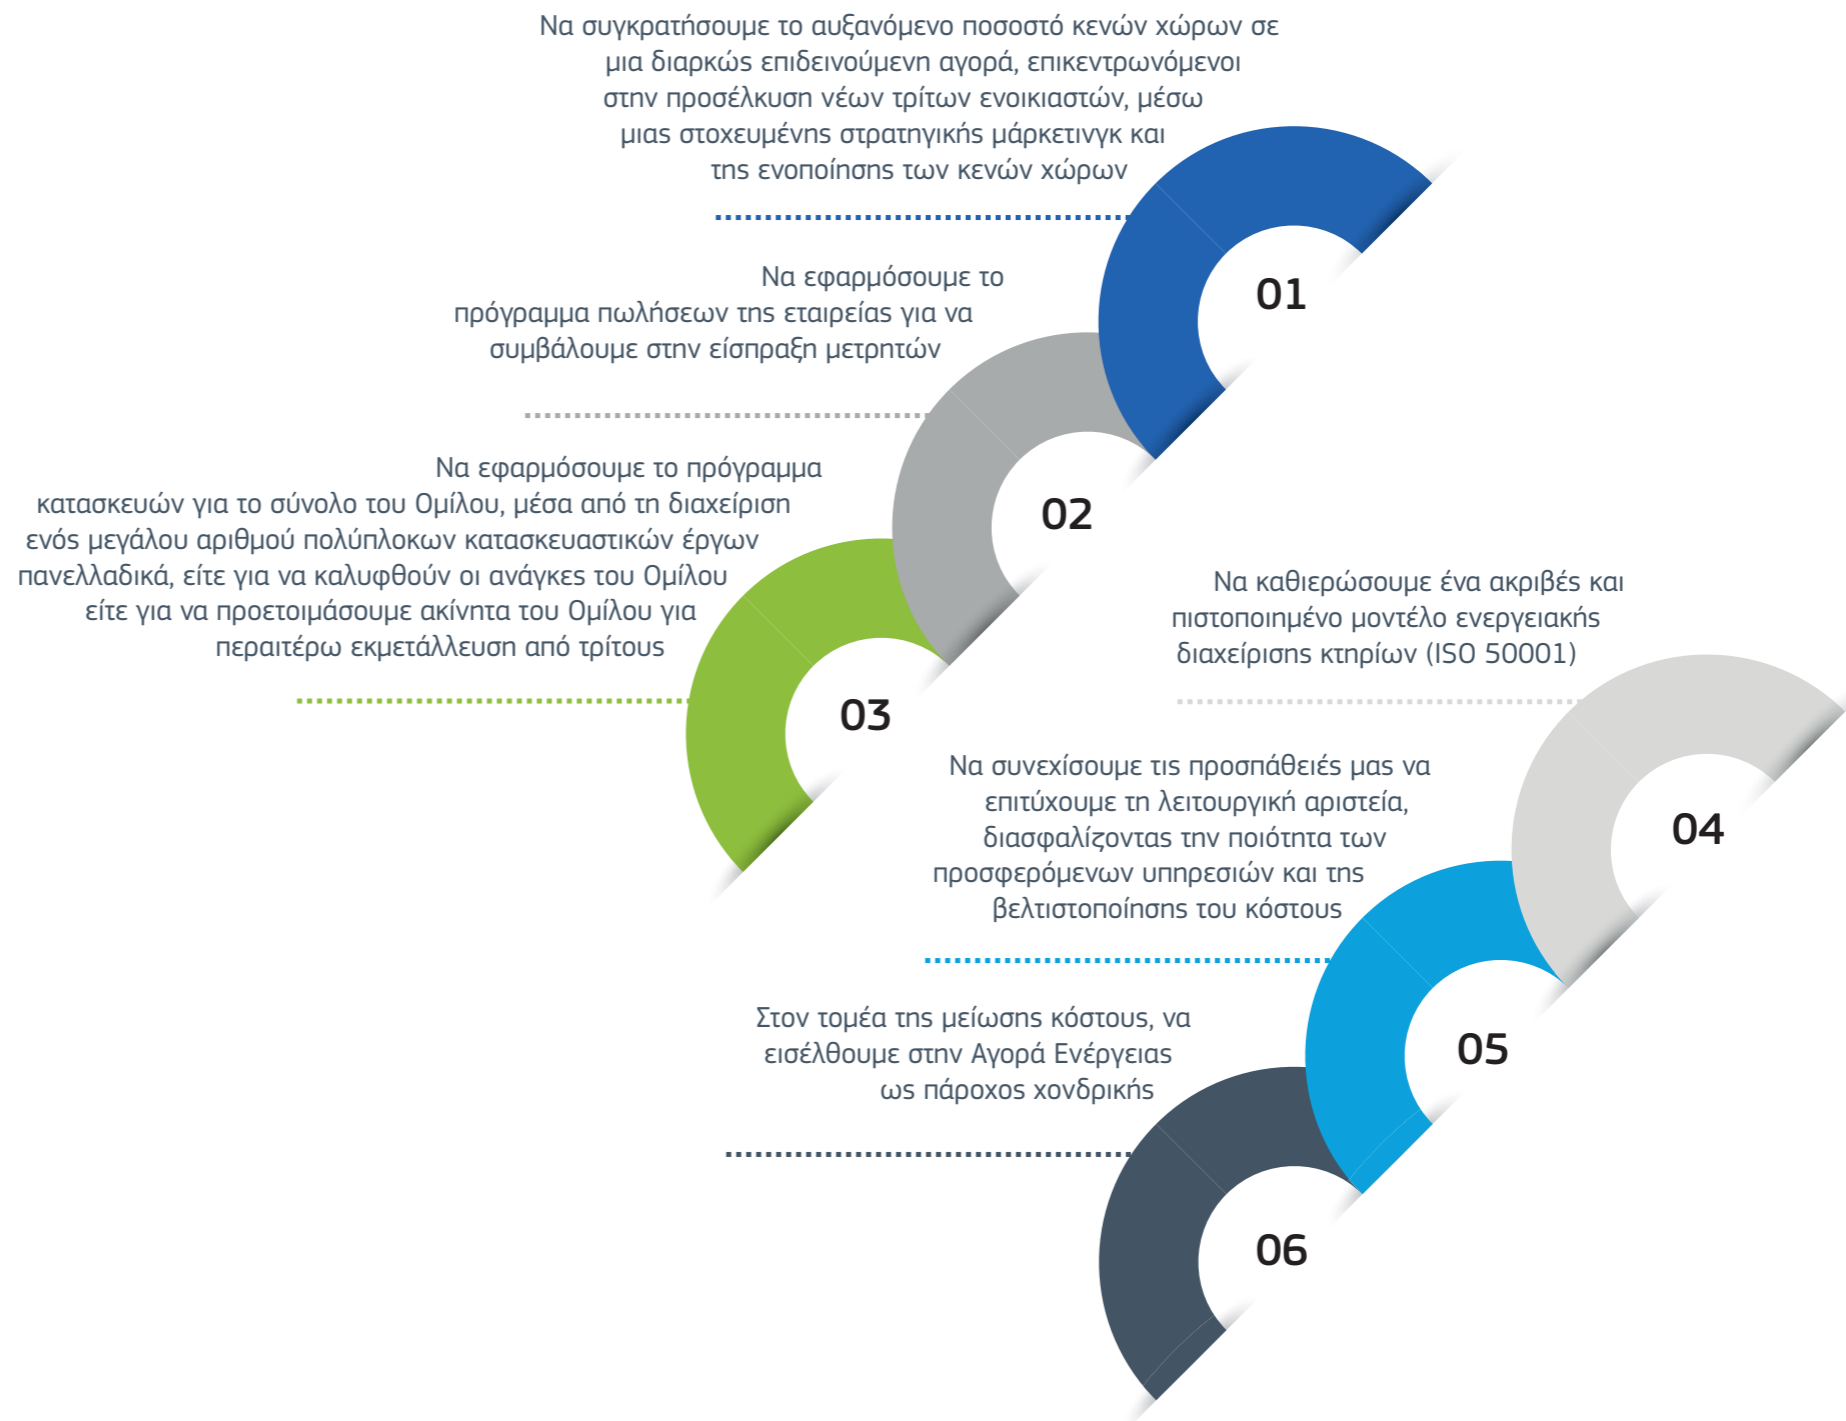 Να συγκρατήσουμε το αυξανόμενο ποσοστό κενών χώρων σε
μια διαρκώς επιδεινούμενη αγορά, επικεντρωνόμενοι
στην προσέλκυση νέων τρίτων ενοικιαστών, μέσω
μιας στοχευμένης στρατηγικής μάρκετινγκ και
της ενοποίησης των κενών χώρων
01
Να εφαρμόσουμε το
πρόγραμμα πωλήσεων της εταιρείας για να
συμβάλουμε στην είσπραξη μετρητών
02
Να εφαρμόσουμε το πρόγραμμα
κατασκευών για το σύνολο του Ομίλου, μέσα από τη διαχείριση
ενός μεγάλου αριθμού πολύπλοκων κατασκευαστικών έργων
πανελλαδικά, είτε για να καλυφθούν οι ανάγκες του Ομίλου
είτε για να προετοιμάσουμε ακίνητα του Ομίλου για
περαιτέρω εκμετάλλευση από τρίτους
03
Να καθιερώσουμε ένα ακριβές και
πιστοποιημένο μοντέλο ενεργειακής
διαχείρισης κτηρίων (ISO 50001)
04
Να συνεχίσουμε τις προσπάθειές μας να
επιτύχουμε τη λειτουργική αριστεία,
διασφαλίζοντας την ποιότητα των
προσφερόμενων υπηρεσιών και της
βελτιστοποίησης του κόστους
05
Στον τομέα της μείωσης κόστους, να
εισέλθουμε στην Αγορά Ενέργειας
ως πάροχος χονδρικής
06